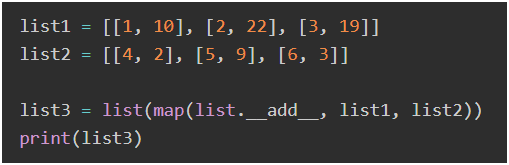 list1 = [[1, 10], [2, 22], [3, 19]]
list2 = [[4, 2], [5, 9], [6, 3]]
list3 = list(map(list.__add__, list1, list2))
print(list3)